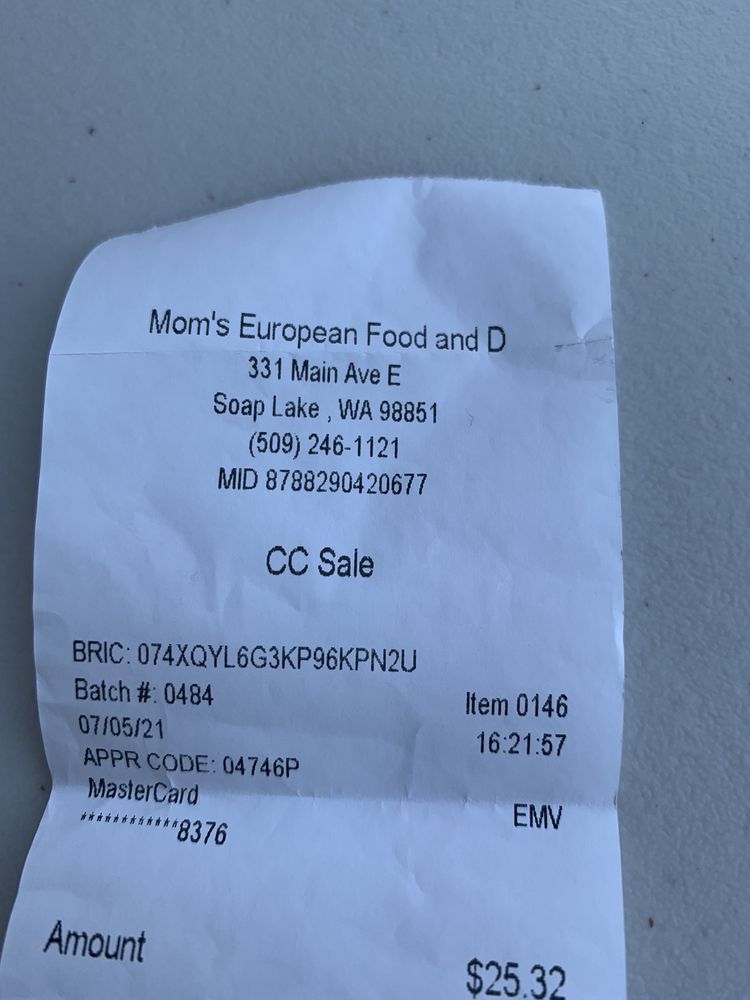 Mom's European Food and D
331 Main Ave E
Soap Lake , WA 98851
(509) 246-1121
MID 8788290420677
CC Sale
BRIC: 074XQYL6G3KP96KPN2U
Batch #: 0484 Item 0146
07/05/21 16:21:57
APPR CODE: 04746P
MasterCard EMV
************8376
Amount $25.32